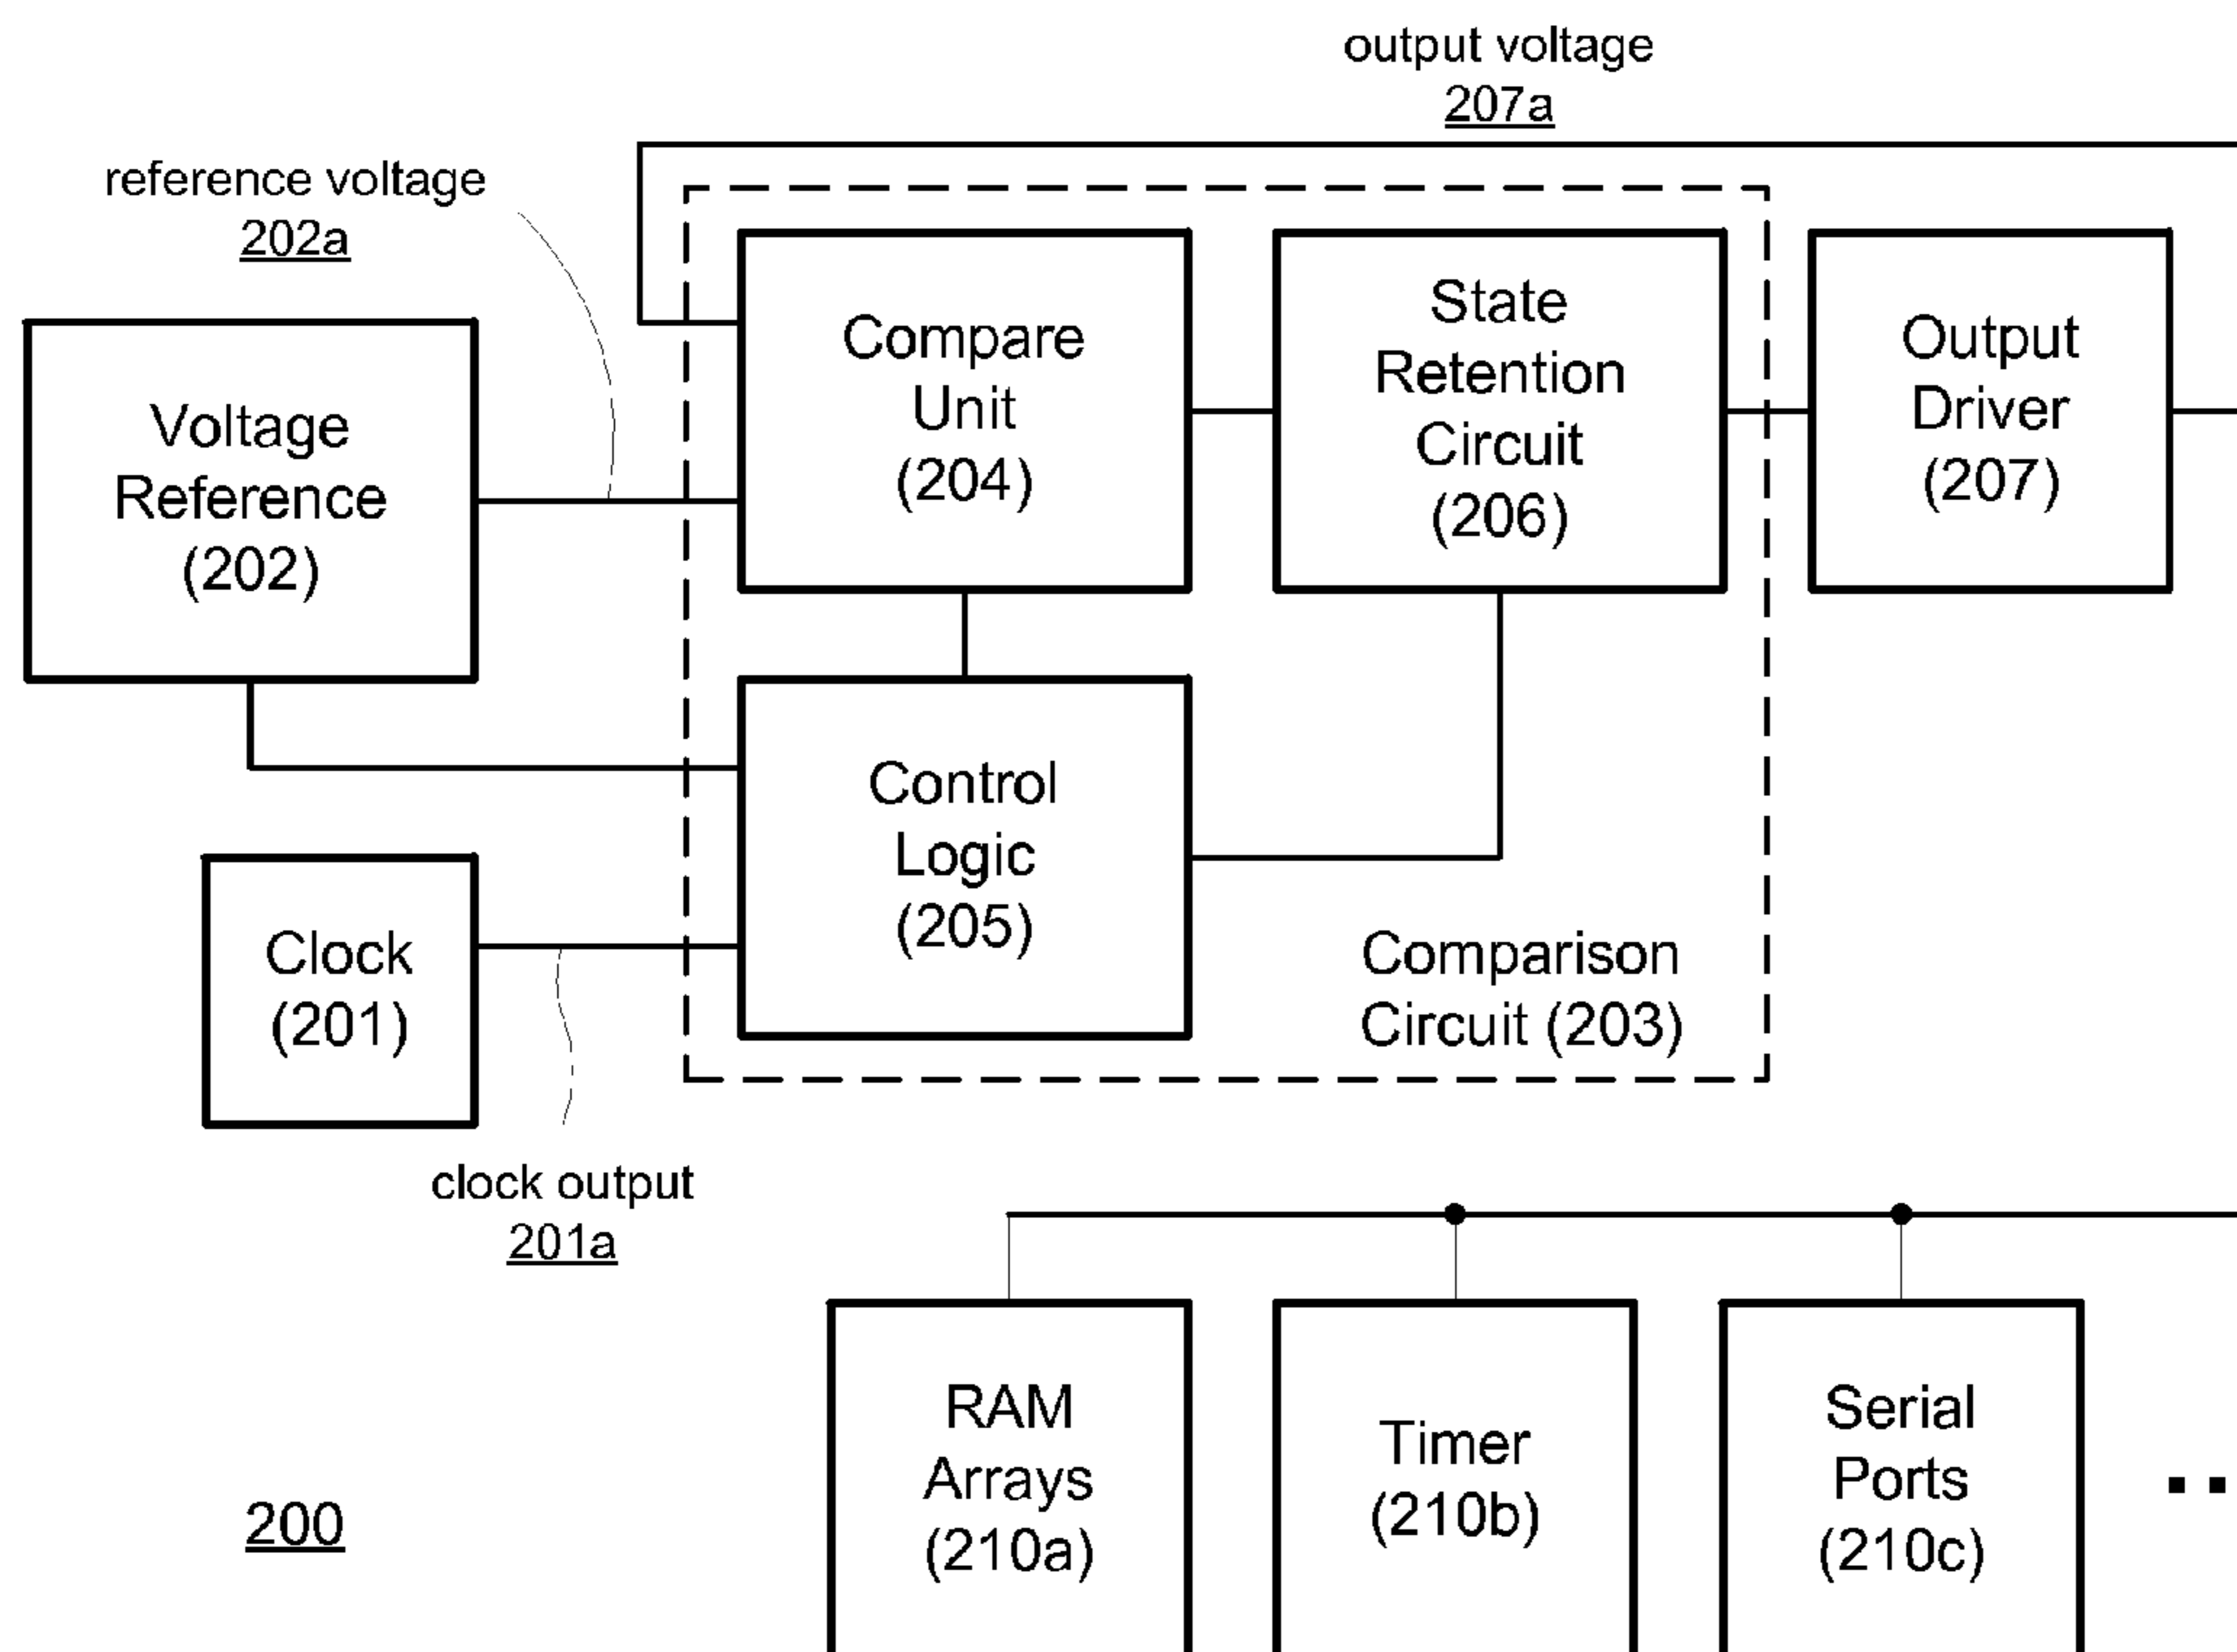 output voltage
207a
reference voltage
202a
Voltage
Reference
(202)
Compare
Unit
(204)
State
Retention
Circuit
(206)
Output
Driver
(207)
Control
Logic
(205)
Clock
(201)
Comparison
Circuit (203)
clock output
201a
RAM
Arrays
(210a)
Timer
(210b)
Serial
Ports
(210c)
200